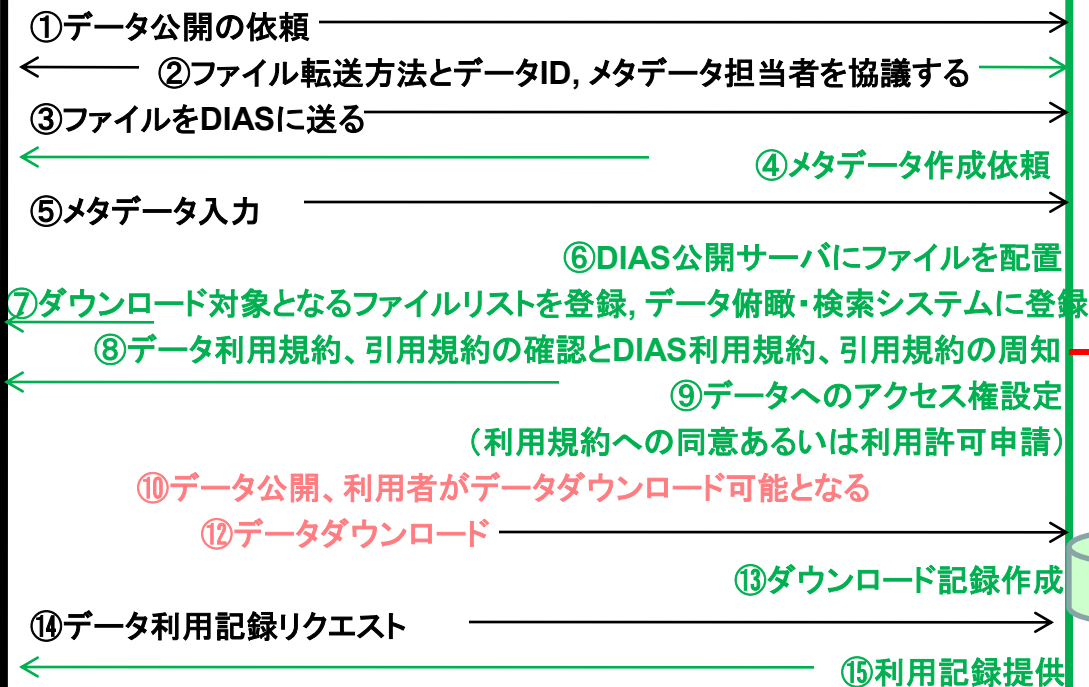 ①データ公開の依頼
②ファイル転送方法とデータID, メタデータ担当者を協議する
③ファイルをDIASに送る
④メタデータ作成依頼
⑤メタデータ入力
⑥DIAS公開サーバにファイルを配置
⑦ダウンロード対象となるファイルリストを登録, データ俯瞰・検索システムに登録
⑧データ利用規約、引用規約の確認とDIAS利用規約、引用規約の周知
⑨データへのアクセス権設定
（利用規約への同意あるいは利用許可申請）
⑩データ公開、利用者がデータダウンロード可能となる
⑫データダウンロード
⑬ダウンロード記録作成
⑭データ利用記録リクエスト
⑮利用記録提供